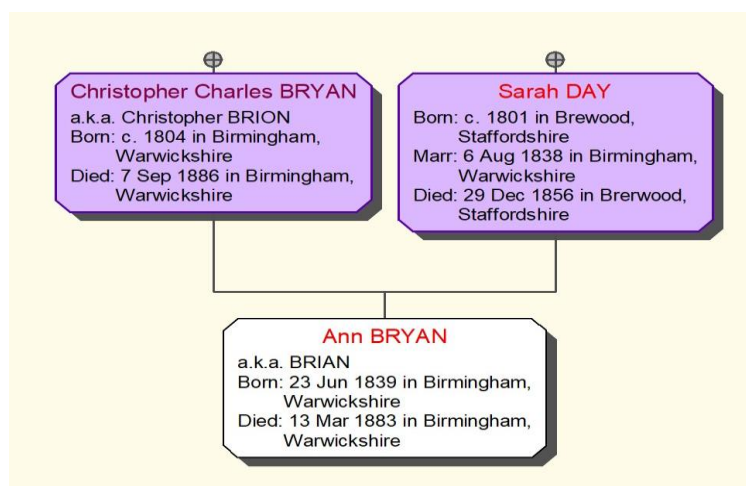 Christopher Charles BRYAN
a.k.a. Christopher BRION
Born: c. 1804 in Birmingham,
Warwickshire
Died: 7 Sep 1886 in Birmingham,
Warwickshire
Sarah DAY
Born: c. 1801 in Brewood,
Staffordshire
Marr: 6 Aug 1838 in Birmingham,
Warwickshire
Died: 29 Dec 1856 in Brerwood,
Staffordshire
Ann BRYAN
a.k.a. BRIAN
Born: 23 Jun 1839 in Birmingham,
Warwickshire
Died: 13 Mar 1883 in Birmingham,
Warwickshire